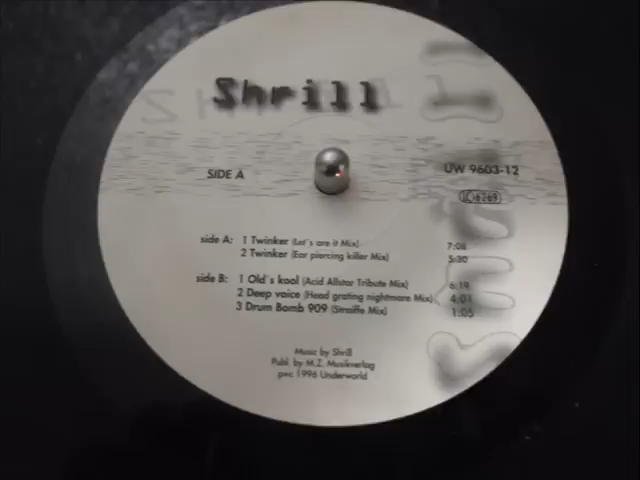 Shrill
SIDE A
UW 9603-12
LC 6269
side A: 1 Twinker (Let's are it Mix) 7:08
2 Twinker (Ear piercing killer Mix) 5:30
side B: 1 Old's kool (Acid Allstar Tribute Mix) 6:19
2 Deep voice (Head grating nightmare Mix) 4:01
3 Drum Bomb 909 (Straiffe Mix) 1:05
Music by Shrill
Publ. by M.Z. Musikverlag
p+c 1996 Underworld